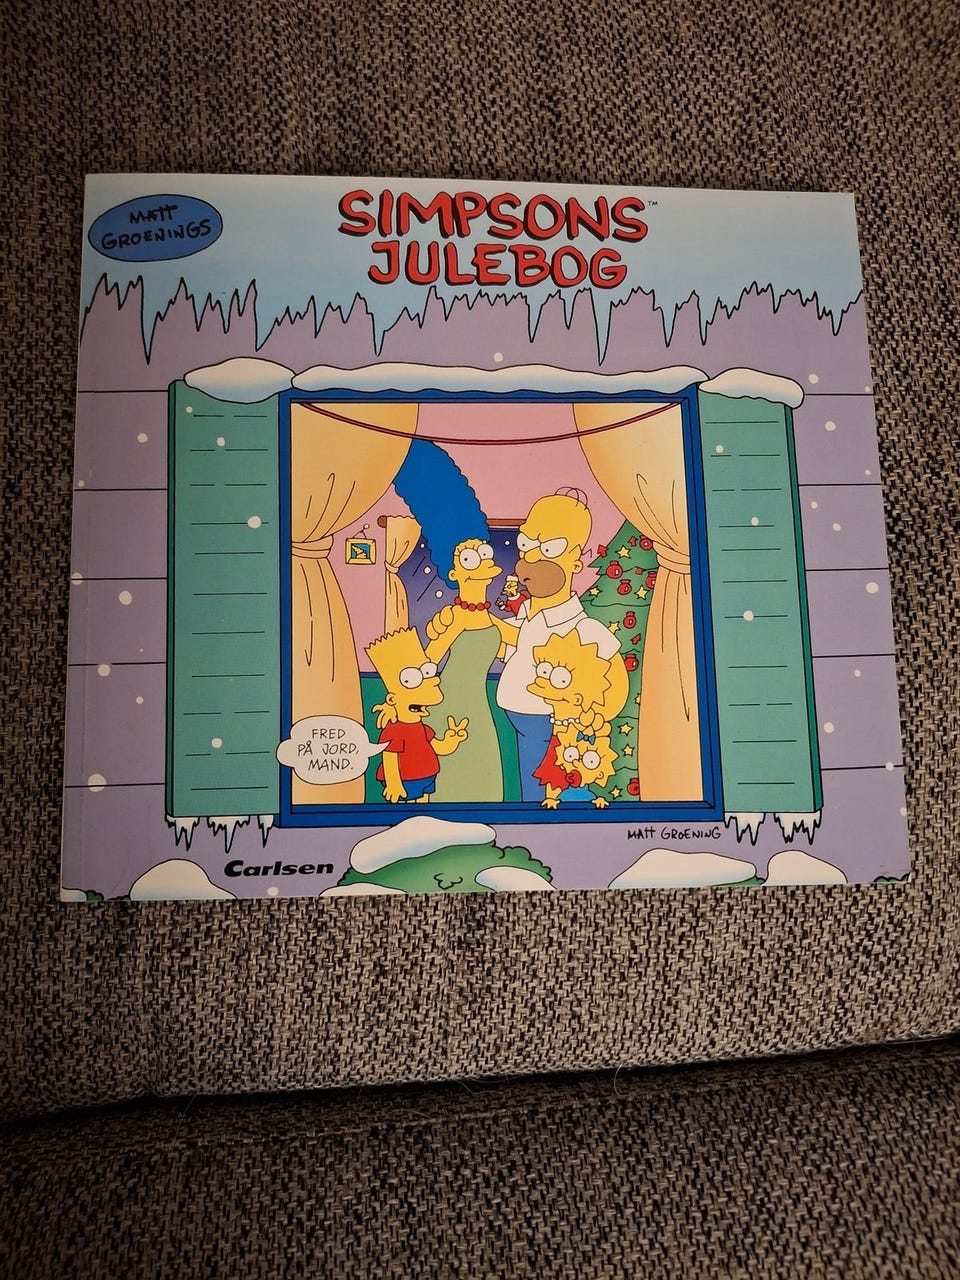 MATT
GROENINGS
SIMPSONS™
JULEBOG
FRED
PÅ JORD,
MAND.
MATT GROENING
Carlsen